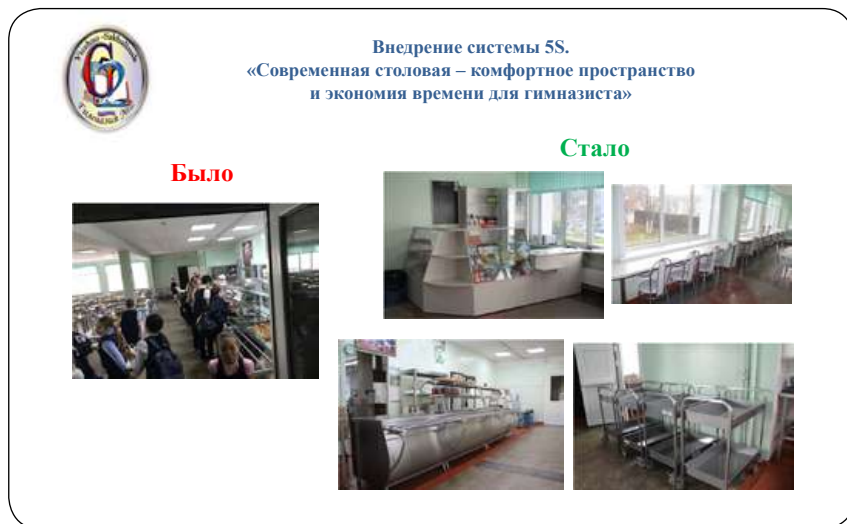 Внедрение системы 5S.
«Современная столовая – комфортное пространство
и экономия времени для гимназиста»
Стало
Было